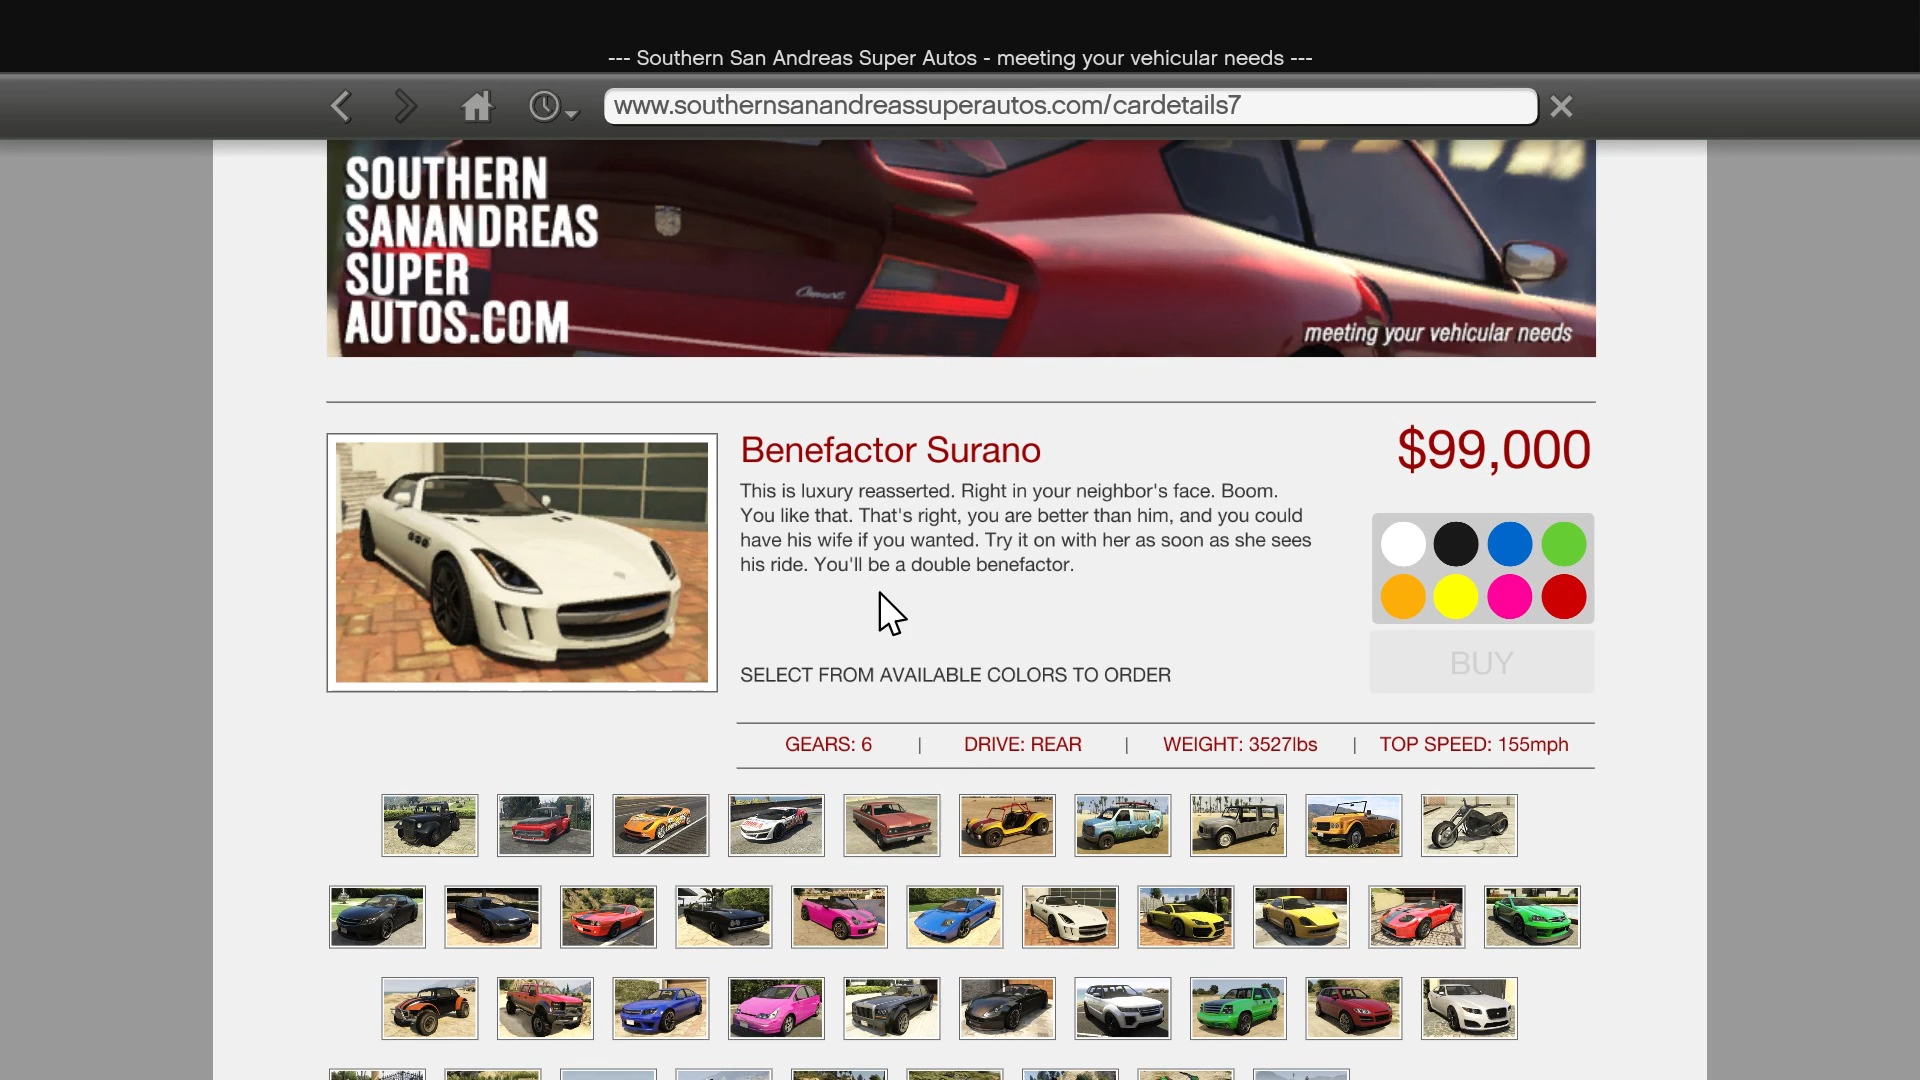 --- Southern San Andreas Super Autos - meeting your vehicular needs ---
www.southernsanandreassuperautos.com/cardetails7
SOUTHERN
SANANDREAS
SUPER
AUTOS.COM
meeting your vehicular needs
Benefactor Surano
$99,000
This is luxury reasserted. Right in your neighbor's face. Boom.
You like that. That's right, you are better than him, and you could
have his wife if you wanted. Try it on with her as soon as she sees
his ride. You'll be a double benefactor.
SELECT FROM AVAILABLE COLORS TO ORDER
BUY
GEARS: 6 | DRIVE: REAR | WEIGHT: 3527lbs | TOP SPEED: 155mph